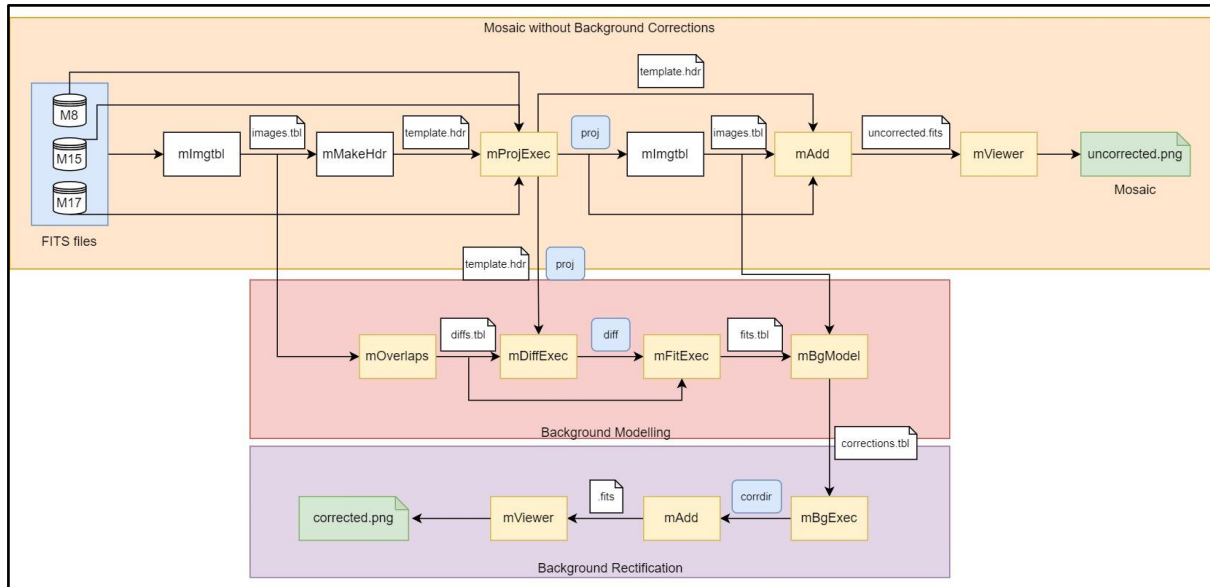 Mosaic without Background Corrections
template.hdr
M8
M15
M17
FITS files
mImgtbl
images.tbl
mMakeHdr
template.hdr
mProjExec
proj
mImgtbl
images.tbl
mAdd
uncorrected.fits
mViewer
uncorrected.png
Mosaic
template.hdr
proj
mOverlaps
diffs.tbl
mDiffExec
diff
mFitExec
fits.tbl
mBgModel
Background Modelling
corrections.tbl
corrected.png
mViewer
.fits
mAdd
corrdir
mBgExec
Background Rectification